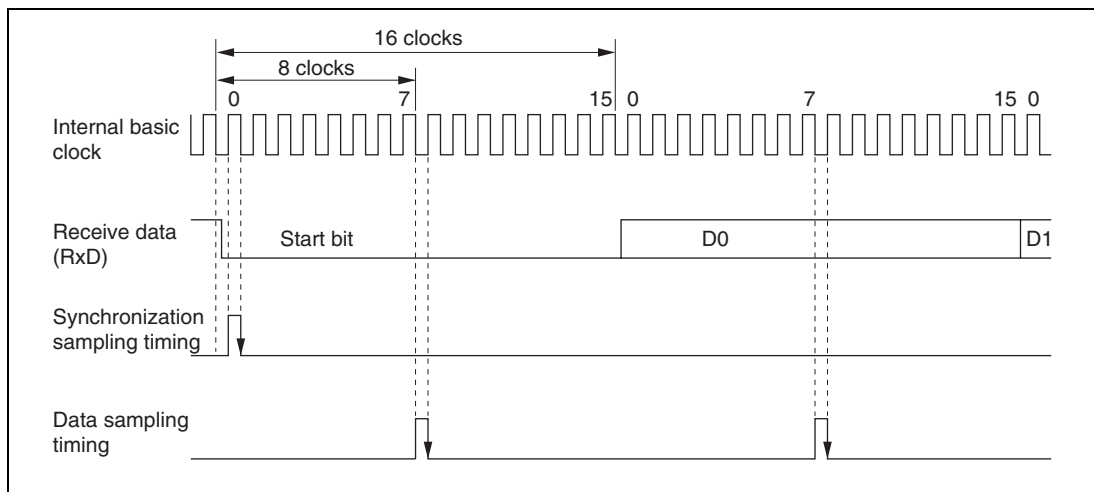 16 clocks
8 clocks
0 7 15 0 7 15 0
Internal basic
clock
Receive data
(RxD)
Start bit D0 D1
Synchronization
sampling timing
Data sampling
timing